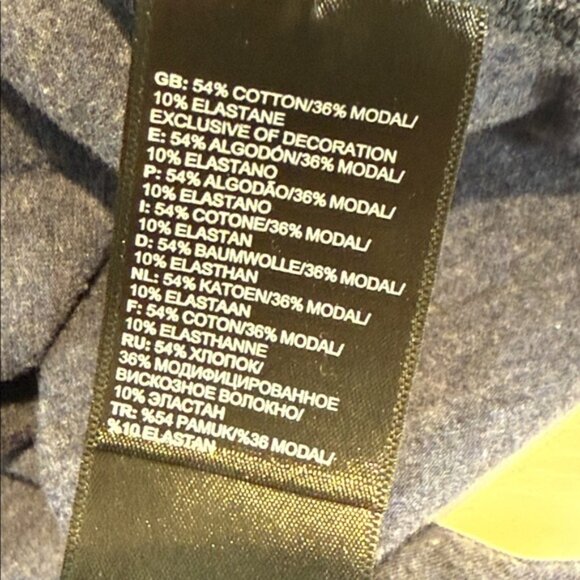 GB: 54% COTTON/36% MODAL/
10% ELASTANE
EXCLUSIVE OF DECORATION
E: 54% ALGODÓN/36% MODAL/
10% ELASTANO
P: 54% ALGODÃO/36% MODAL/
10% ELASTANO
I: 54% COTONE/36% MODAL/
10% ELASTAN
D: 54% BAUMWOLLE/36% MODAL/
10% ELASTHAN
NL: 54% KATOEN/36% MODAL/
10% ELASTAAN
F: 54% COTON/36% MODAL/
10% ELASTHANNE
RU: 54% ХЛОПОК/
36% МОДИФИЦИРОВАННОЕ
ВИСКОЗНОЕ ВОЛОКНО/
10% ЭЛАСТАН
TR: %54 PAMUK/%36 MODAL/
%10 ELASTAN